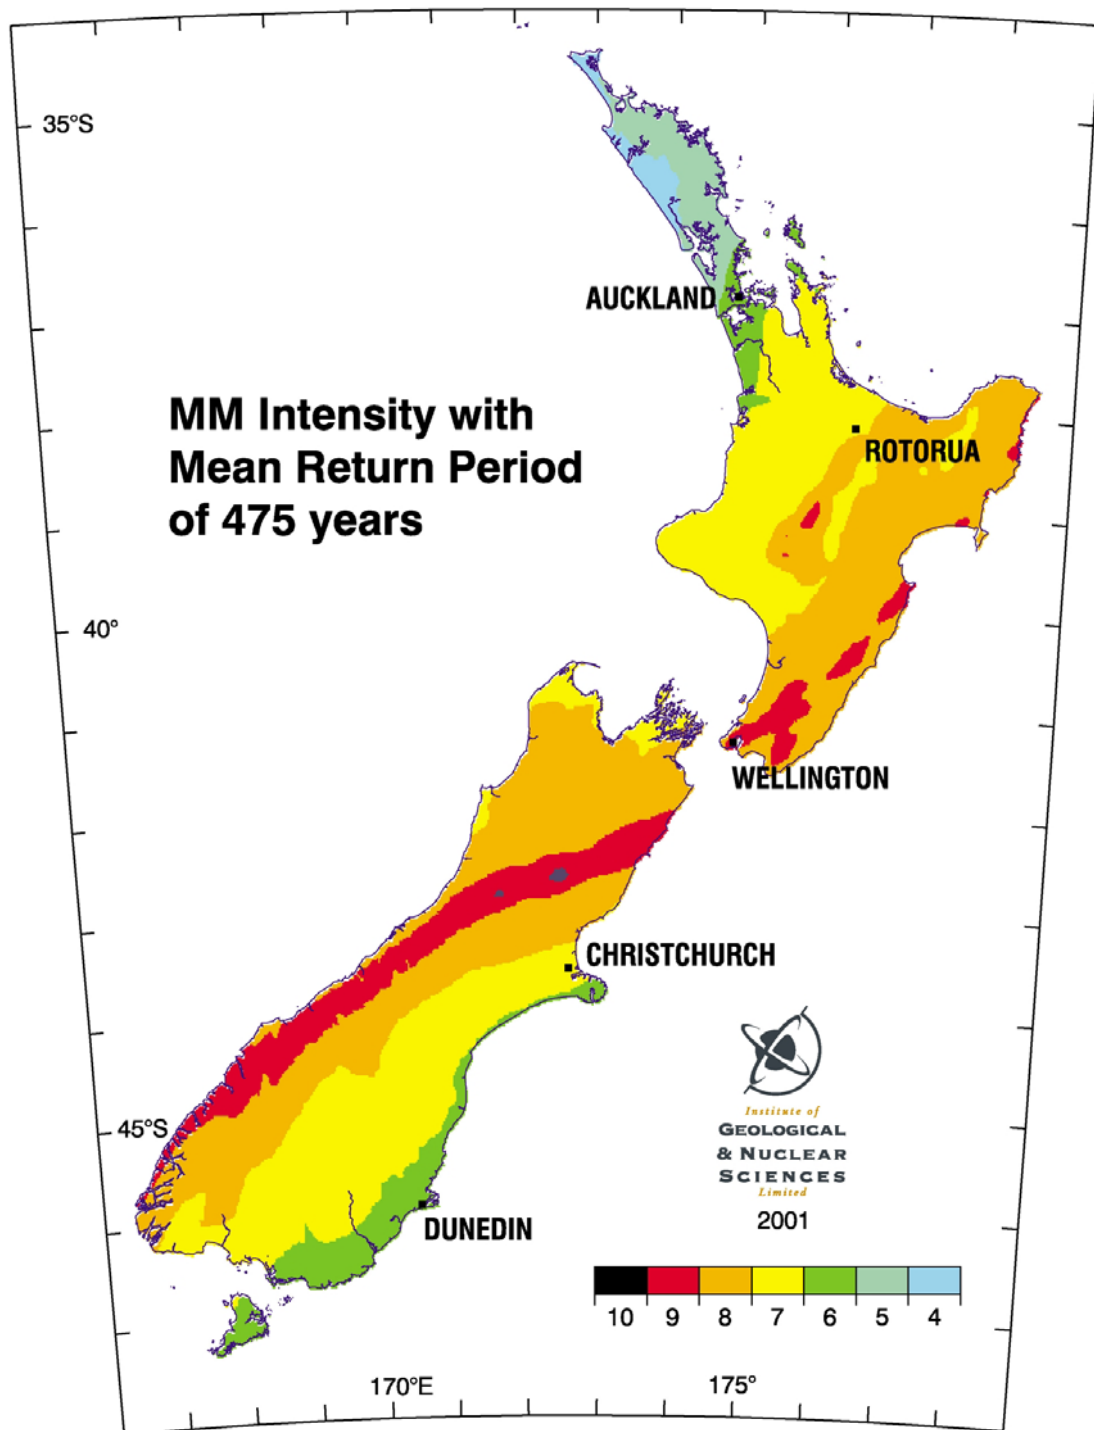 35°S
AUCKLAND
MM Intensity with
Mean Return Period
of 475 years
ROTORUA
40°
WELLINGTON
CHRISTCHURCH
45°S
Institute of
GEOLOGICAL
& NUCLEAR
SCIENCES
Limited
2001
DUNEDIN
10 9 8 7 6 5 4
170°E 175°